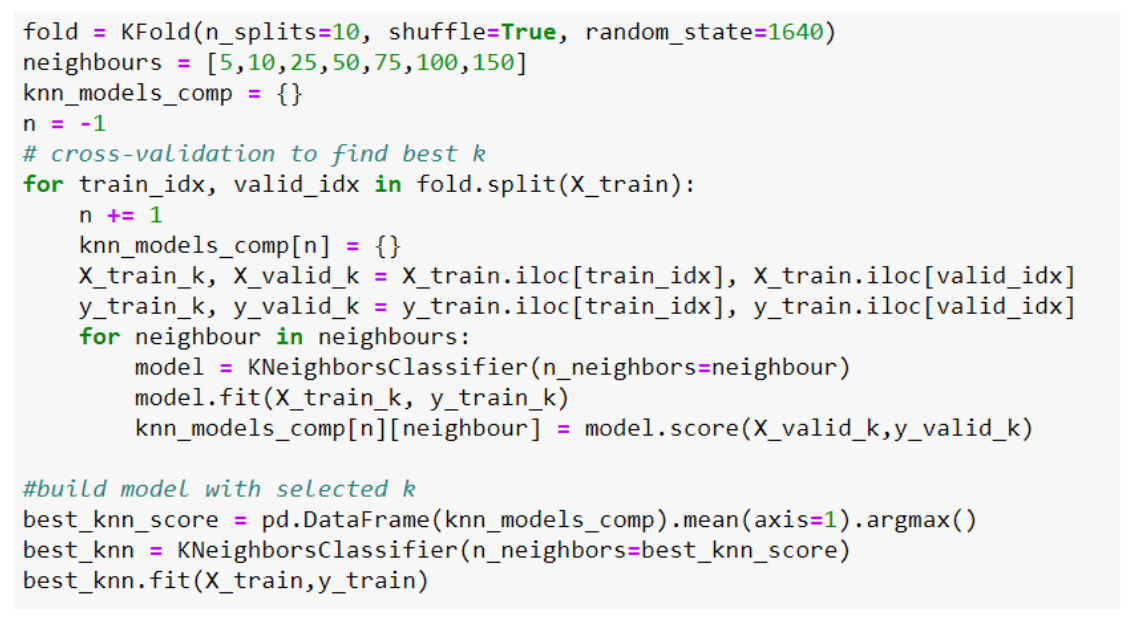 fold = KFold(n_splits=10, shuffle=True, random_state=1640)
neighbours = [5,10,25,50,75,100,150]
knn_models_comp = {}
n = -1
# cross-validation to find best k
for train_idx, valid_idx in fold.split(X_train):
    n += 1
    knn_models_comp[n] = {}
    X_train_k, X_valid_k = X_train.iloc[train_idx], X_train.iloc[valid_idx]
    y_train_k, y_valid_k = y_train.iloc[train_idx], y_train.iloc[valid_idx]
    for neighbour in neighbours:
        model = KNeighborsClassifier(n_neighbors=neighbour)
        model.fit(X_train_k, y_train_k)
        knn_models_comp[n][neighbour] = model.score(X_valid_k,y_valid_k)

#build model with selected k
best_knn_score = pd.DataFrame(knn_models_comp).mean(axis=1).argmax()
best_knn = KNeighborsClassifier(n_neighbors=best_knn_score)
best_knn.fit(X_train,y_train)